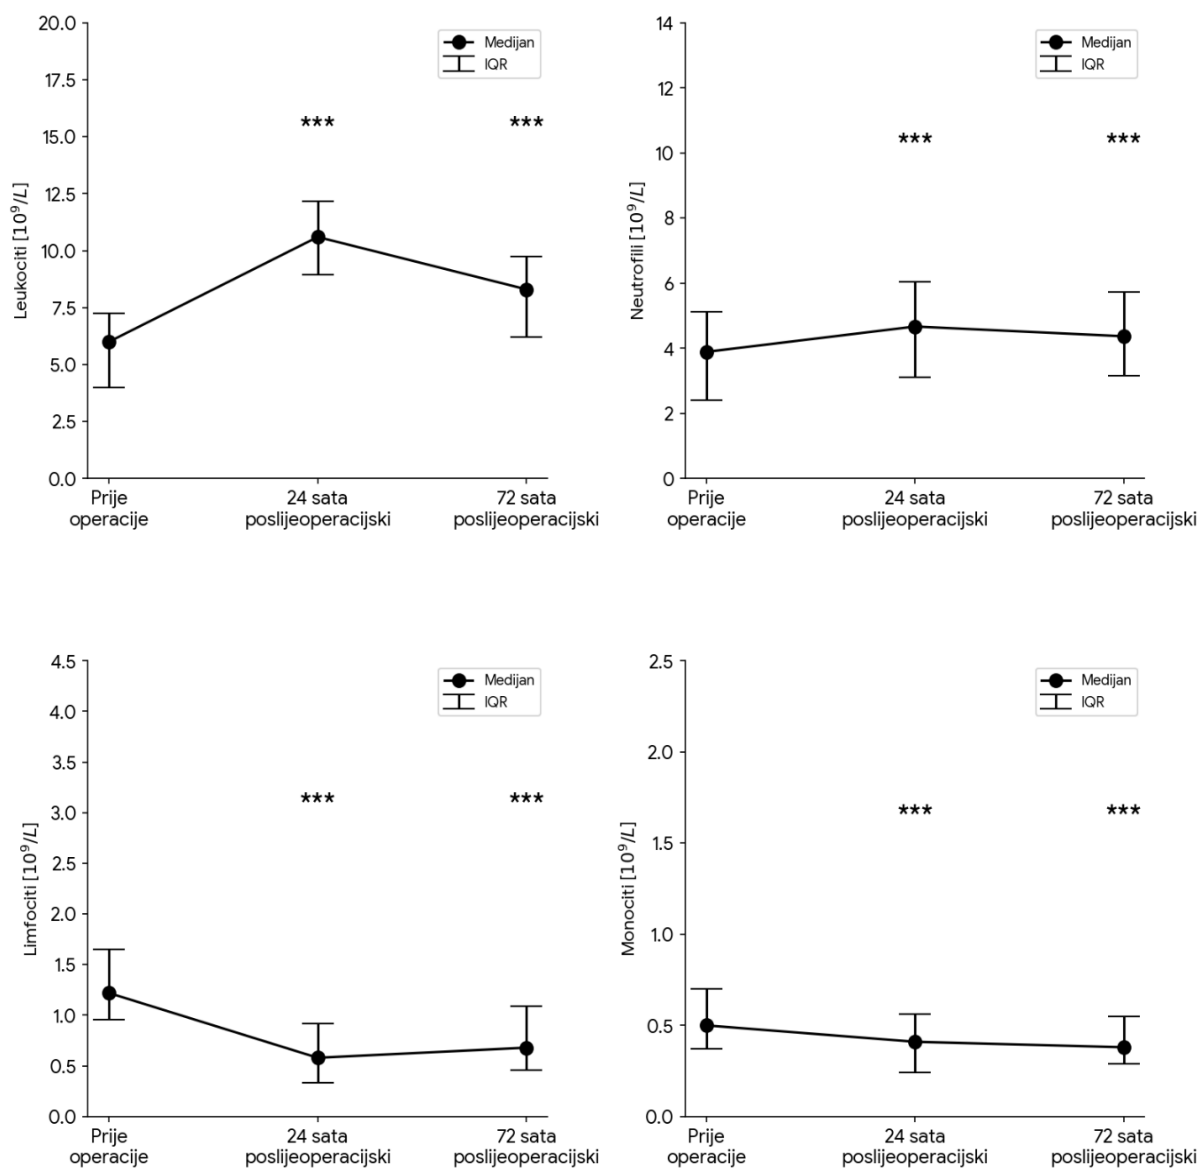 20.0
17.5
15.0
12.5
10.0
7.5
5.0
2.5
0.0
Leukociti [10⁹/L]
Medijan
IQR
***
***
Prije
operacije
24 sata
poslijeoperacijski
72 sata
poslijeoperacijski
14
12
10
8
6
4
2
0
Neutrofili [10⁹/L]
Medijan
IQR
***
***
Prije
operacije
24 sata
poslijeoperacijski
72 sata
poslijeoperacijski
4.5
4.0
3.5
3.0
2.5
2.0
1.5
1.0
0.5
0.0
Limfociti [10⁹/L]
Medijan
IQR
***
***
Prije
operacije
24 sata
poslijeoperacijski
72 sata
poslijeoperacijski
2.5
2.0
1.5
1.0
0.5
0.0
Monociti [10⁹/L]
Medijan
IQR
***
***
Prije
operacije
24 sata
poslijeoperacijski
72 sata
poslijeoperacijski